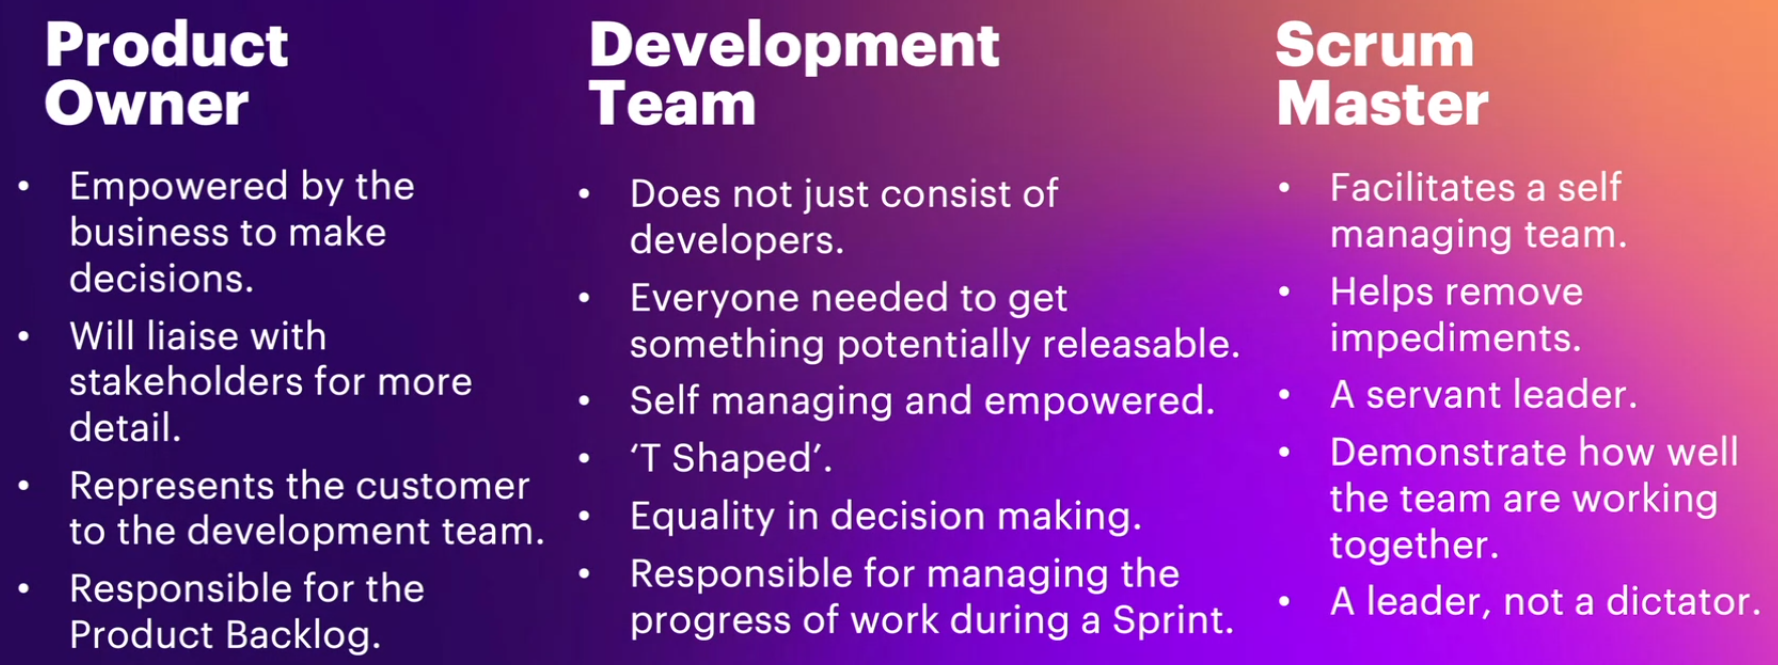 Product
Owner
• Empowered by the
business to make
decisions.
• Will liaise with
stakeholders for more
detail.
• Represents the customer
to the development team.
• Responsible for the
Product Backlog.
Development
Team
• Does not just consist of
developers.
• Everyone needed to get
something potentially releasable.
• Self managing and empowered.
• ‘T Shaped’.
• Equality in decision making.
• Responsible for managing the
progress of work during a Sprint.
Scrum
Master
• Facilitates a self
managing team.
• Helps remove
impediments.
• A servant leader.
• Demonstrate how well
the team are working
together.
• A leader, not a dictator.